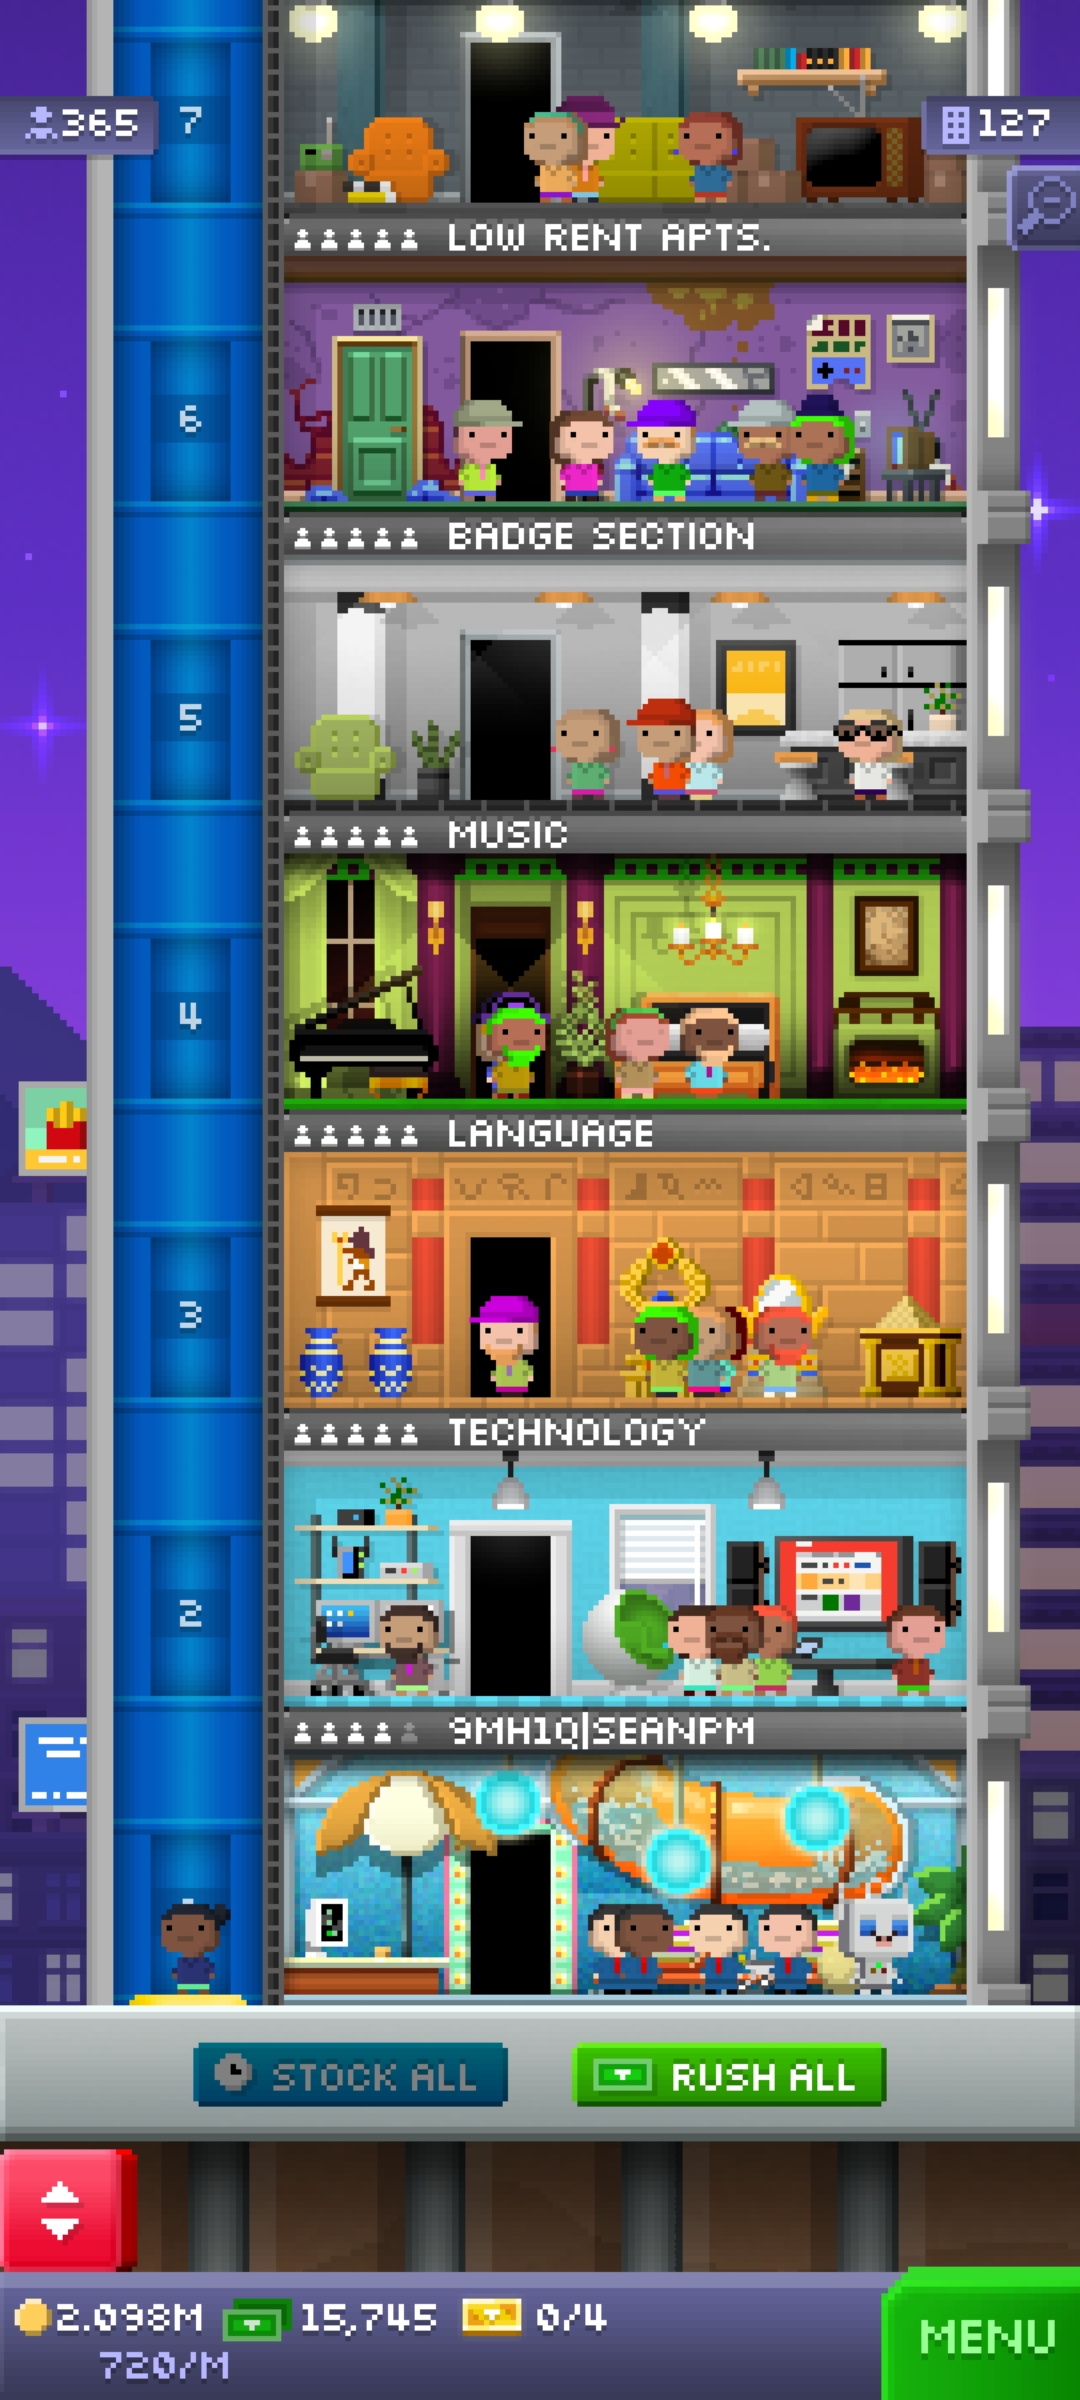 365
7
127
LOW RENT APTS.
6
BADGE SECTION
5
MUSIC
4
LANGUAGE
3
TECHNOLOGY
2
9MH1Q|SEANPM
STOCK ALL
RUSH ALL
2.098M
15,745
0/4
720/M
MENU